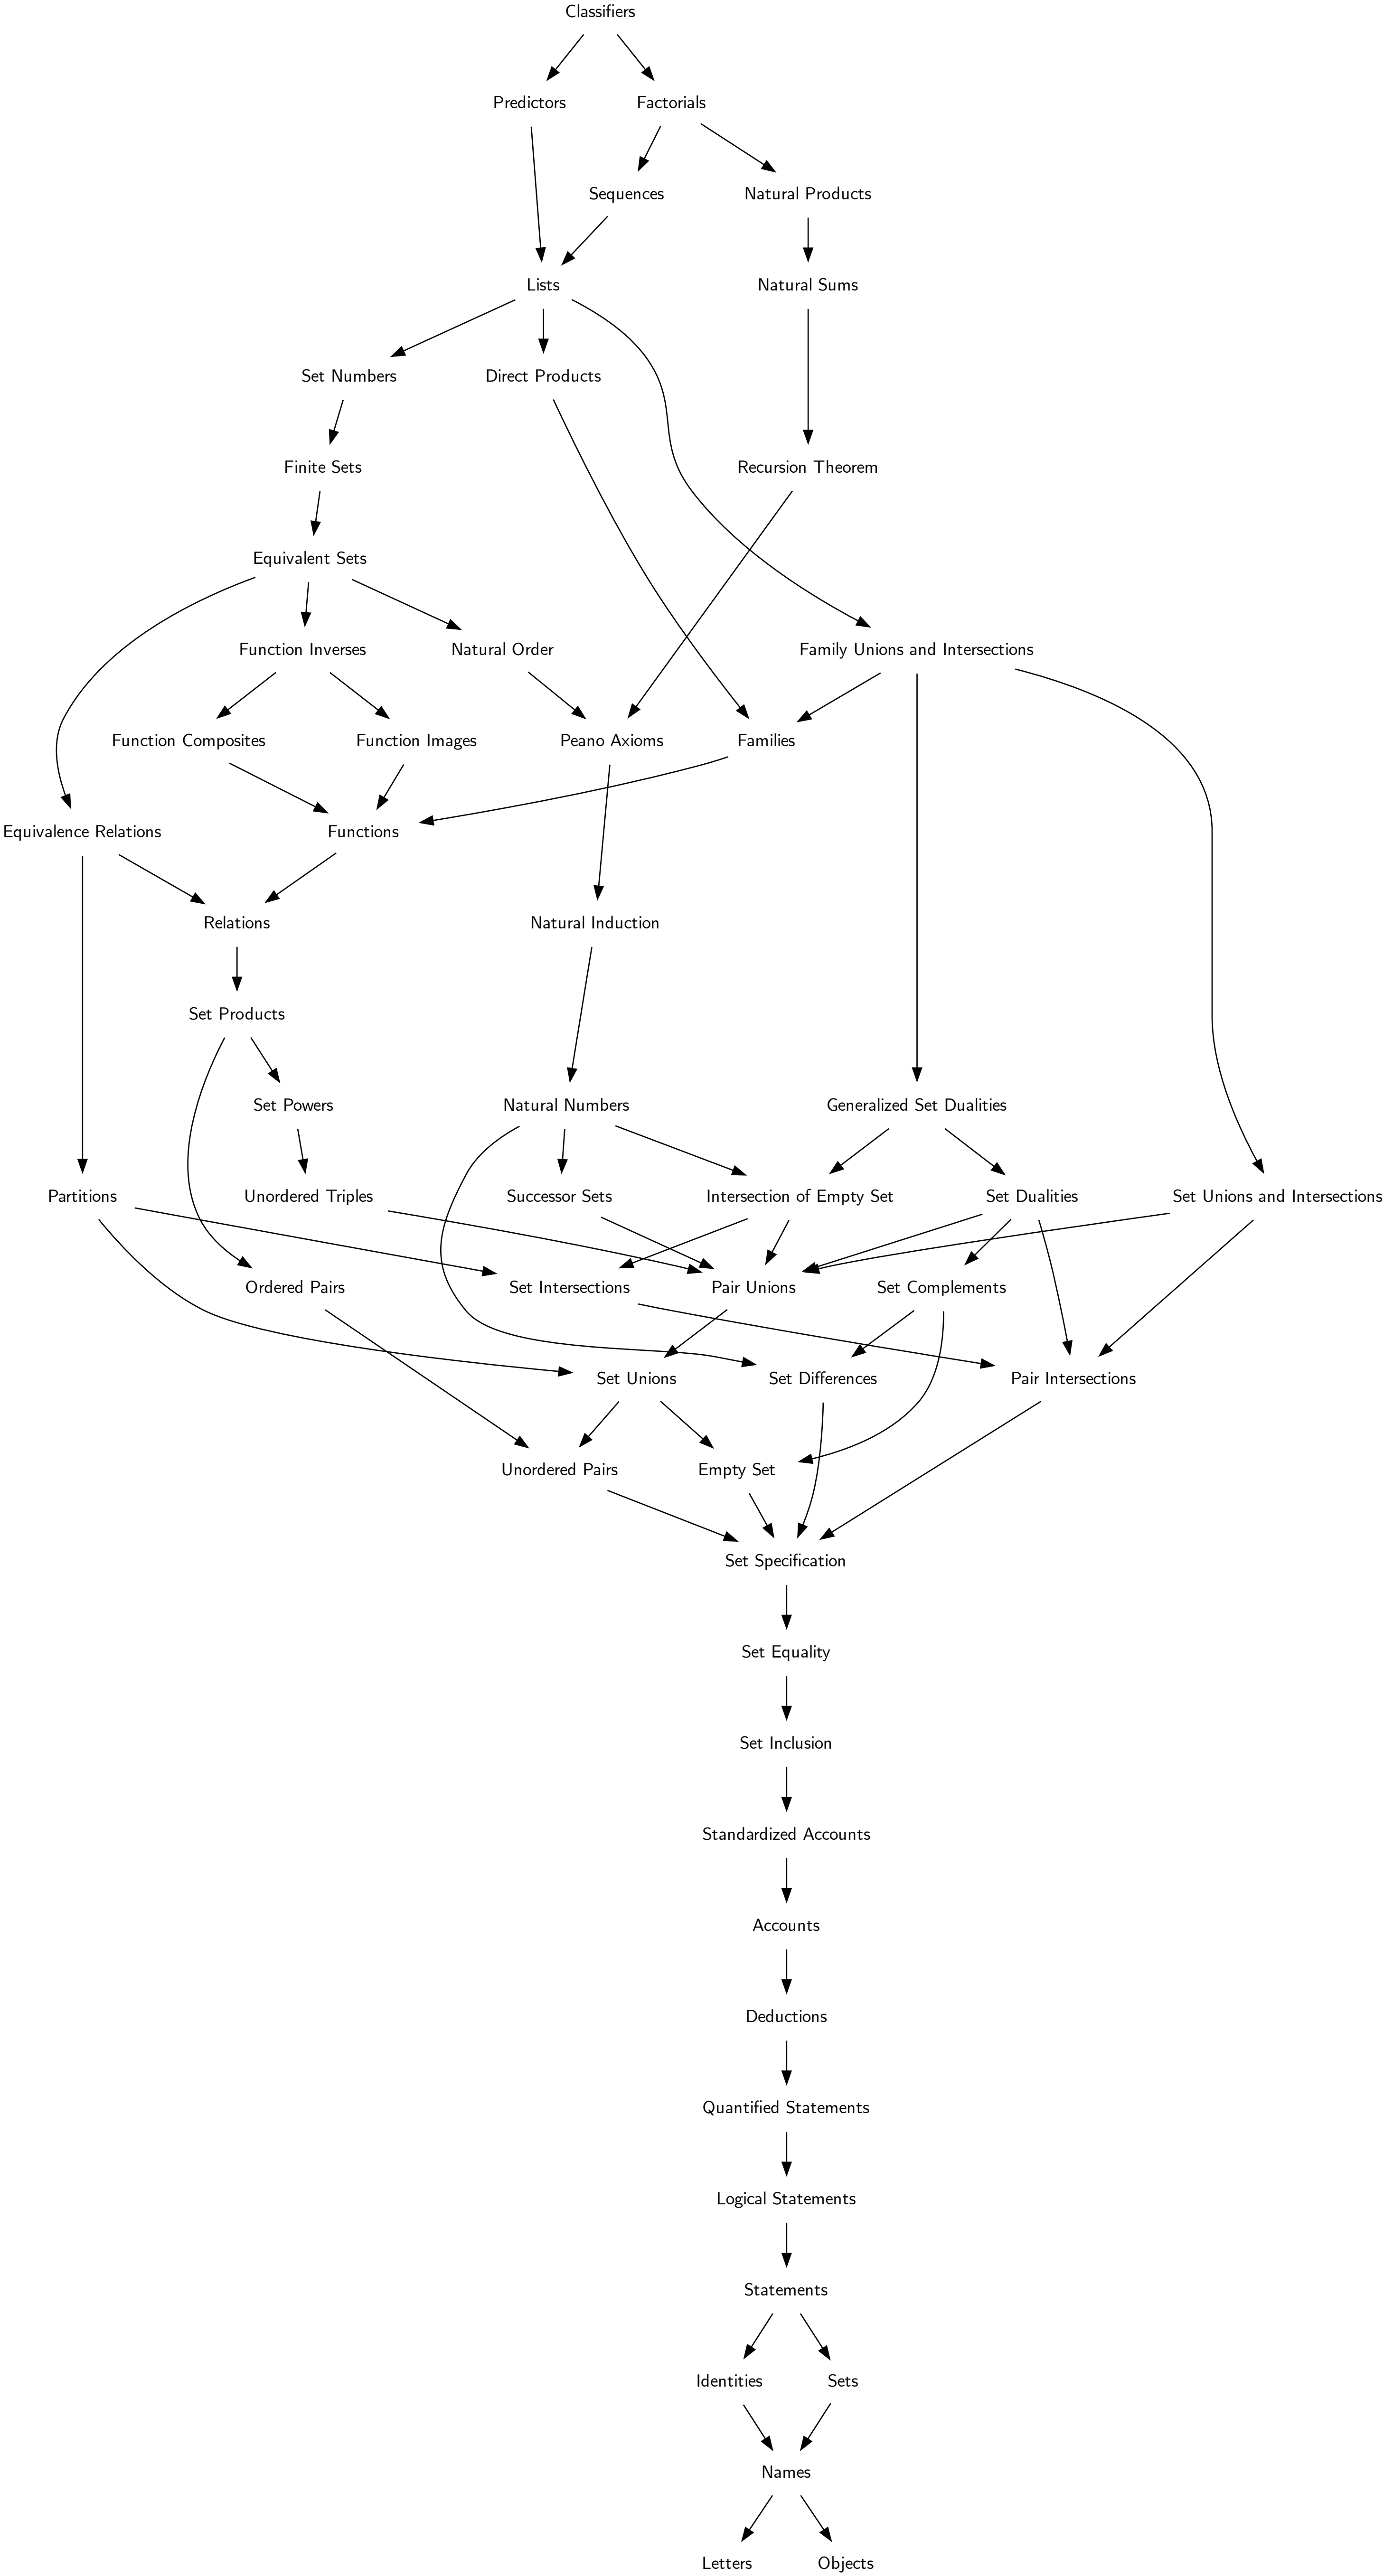 Classifiers
Predictors
Factorials
Sequences
Natural Products
Lists
Natural Sums
Set Numbers
Direct Products
Finite Sets
Recursion Theorem
Equivalent Sets
Function Inverses
Natural Order
Family Unions and Intersections
Function Composites
Function Images
Peano Axioms
Families
Equivalence Relations
Functions
Relations
Natural Induction
Set Products
Set Powers
Natural Numbers
Generalized Set Dualities
Partitions
Unordered Triples
Successor Sets
Intersection of Empty Set
Set Dualities
Set Unions and Intersections
Ordered Pairs
Set Intersections
Pair Unions
Set Complements
Set Unions
Set Differences
Pair Intersections
Unordered Pairs
Empty Set
Set Specification
Set Equality
Set Inclusion
Standardized Accounts
Accounts
Deductions
Quantified Statements
Logical Statements
Statements
Identities
Sets
Names
Letters
Objects